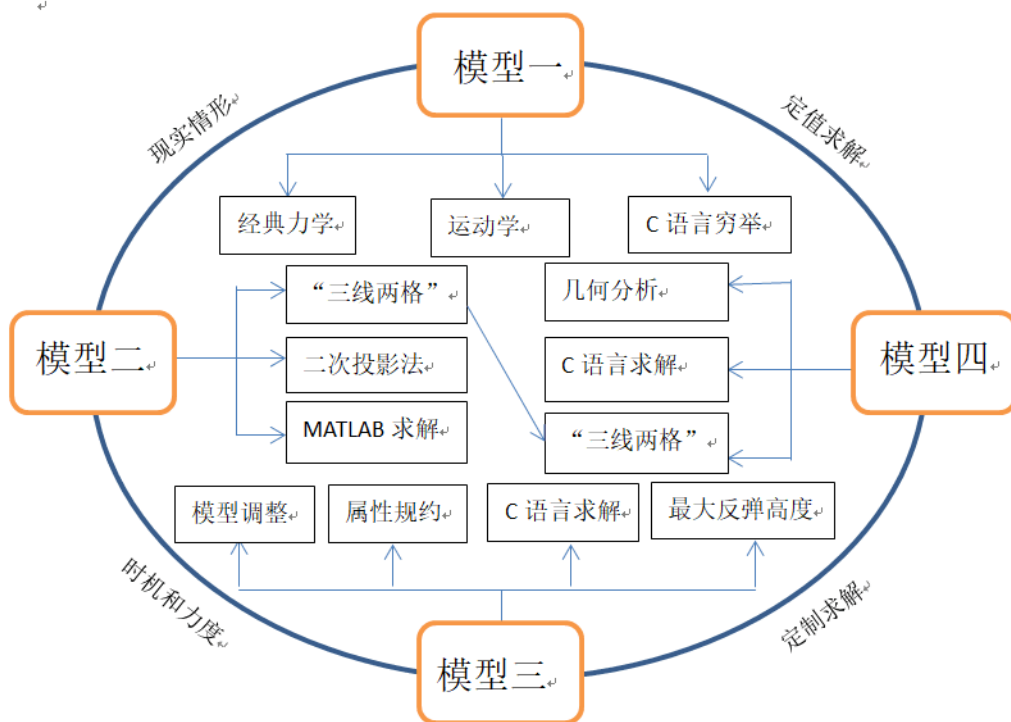 模型一
现实情形
定值求解
经典力学
运动学
C 语言穷举
“三线两格”
几何分析
模型二
二次投影法
C 语言求解
模型四
MATLAB 求解
“三线两格”
模型调整
属性规约
C 语言求解
最大反弹高度
时机和力度
定制求解
模型三